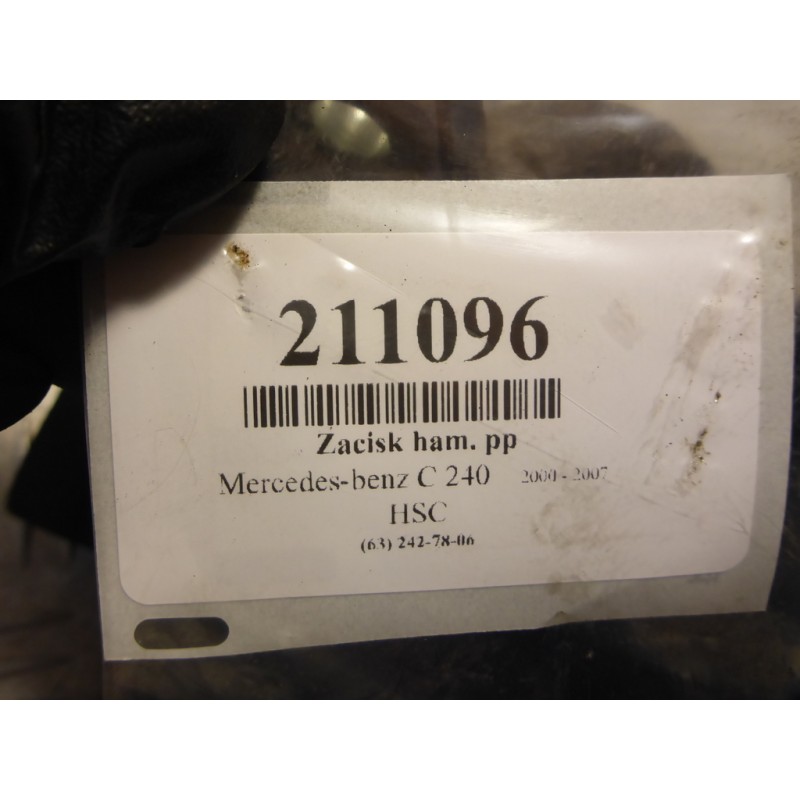 211096
Zacisk ham. pp
Mercedes-benz C 240 2000 - 2007
HSC
(63) 242-78-06